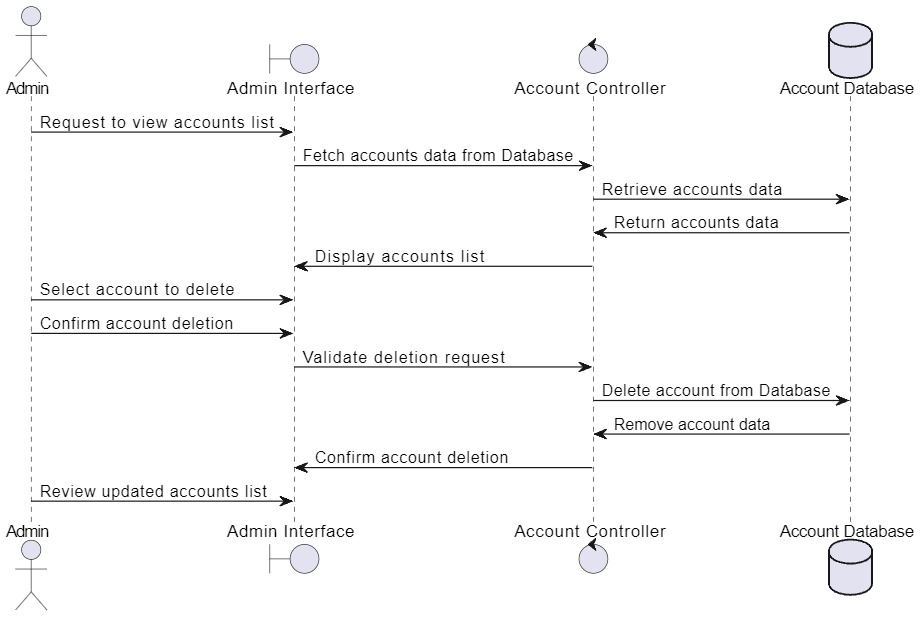 Admin
Admin Interface
Account Controller
Account Database
Request to view accounts list
Fetch accounts data from Database
Retrieve accounts data
Return accounts data
Display accounts list
Select account to delete
Confirm account deletion
Validate deletion request
Delete account from Database
Remove account data
Confirm account deletion
Review updated accounts list
Admin
Admin Interface
Account Controller
Account Database